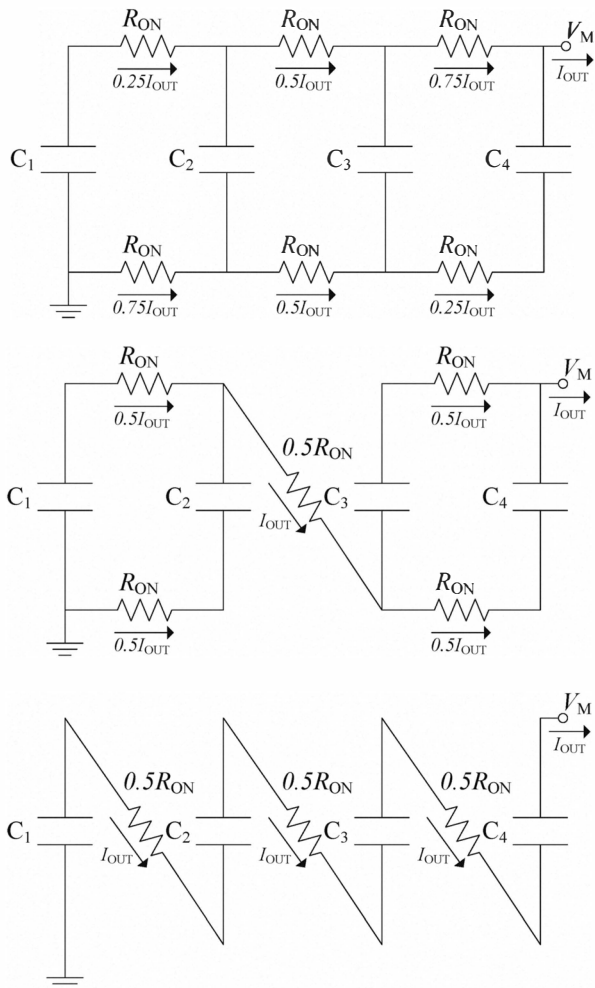 R_ON R_ON R_ON V_M
0.25I_OUT 0.5I_OUT 0.75I_OUT I_OUT
C_1 C_2 C_3 C_4
R_ON R_ON R_ON
0.75I_OUT 0.5I_OUT 0.25I_OUT
R_ON R_ON V_M
0.5I_OUT 0.5I_OUT I_OUT
0.5R_ON
C_1 C_2 C_3 C_4
I_OUT
R_ON R_ON
0.5I_OUT 0.5I_OUT
V_M
I_OUT
0.5R_ON 0.5R_ON 0.5R_ON
C_1 C_2 C_3 C_4
I_OUT I_OUT I_OUT